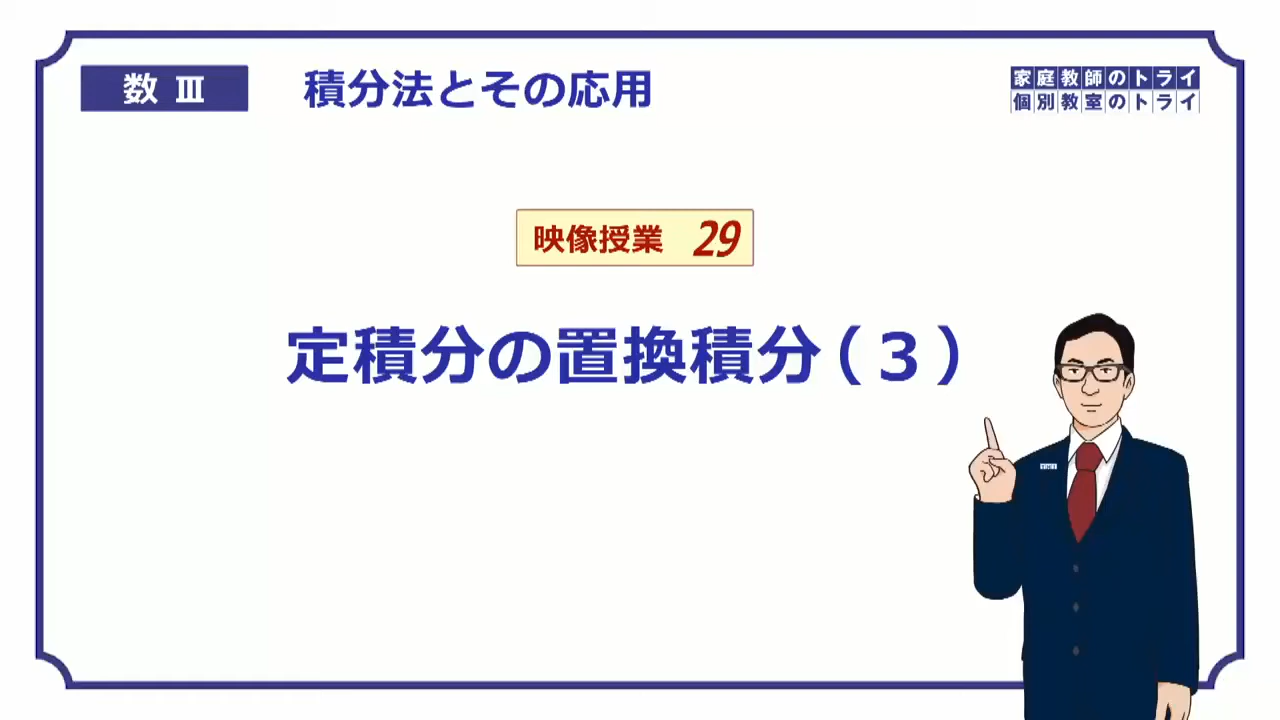 数 Ⅲ
積分法とその応用
家庭教師のトライ
個別教室のトライ
映像授業 29
定積分の置換積分(3)